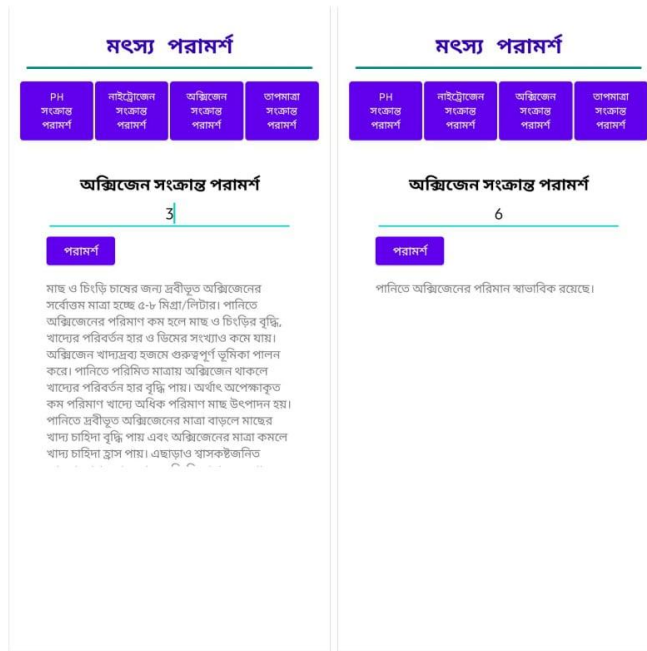 মৎস্য পরামর্শ
PH
সংক্রান্ত
পরামর্শ
নাইট্রোজেন
সংক্রান্ত
পরামর্শ
অক্সিজেন
সংক্রান্ত
পরামর্শ
তাপমাত্রা
সংক্রান্ত
পরামর্শ
অক্সিজেন সংক্রান্ত পরামর্শ
3
পরামর্শ
মাছ ও চিংড়ি চাষের জন্য দ্রবীভূত অক্সিজেনের
সর্বোত্তম মাত্রা হচ্ছে ৫-৮ মিগ্রা/লিটার। পানিতে
অক্সিজেনের পরিমাণ কম হলে মাছ ও চিংড়ির বৃদ্ধি,
খাদ্যের পরিবর্তন হার ও ডিমের সংখ্যাও কমে যায়।
অক্সিজেন খাদ্যদ্রব্য হজমে গুরুত্বপূর্ণ ভূমিকা পালন
করে। পানিতে পরিমিত মাত্রায় অক্সিজেন থাকলে
খাদ্যের পরিবর্তন হার বৃদ্ধি পায়। অর্থাৎ অপেক্ষাকৃত
কম পরিমাণ খাদ্যে অধিক পরিমাণ মাছ উৎপাদন হয়।
পানিতে দ্রবীভূত অক্সিজেনের মাত্রা বাড়লে মাছের
খাদ্য চাহিদা বৃদ্ধি পায় এবং অক্সিজেনের মাত্রা কমলে
খাদ্য চাহিদা হ্রাস পায়। এছাড়াও শ্বাসকষ্টজনিত
মৎস্য পরামর্শ
PH
সংক্রান্ত
পরামর্শ
নাইট্রোজেন
সংক্রান্ত
পরামর্শ
অক্সিজেন
সংক্রান্ত
পরামর্শ
তাপমাত্রা
সংক্রান্ত
পরামর্শ
অক্সিজেন সংক্রান্ত পরামর্শ
6
পরামর্শ
পানিতে অক্সিজেনের পরিমান স্বাভাবিক রয়েছে।